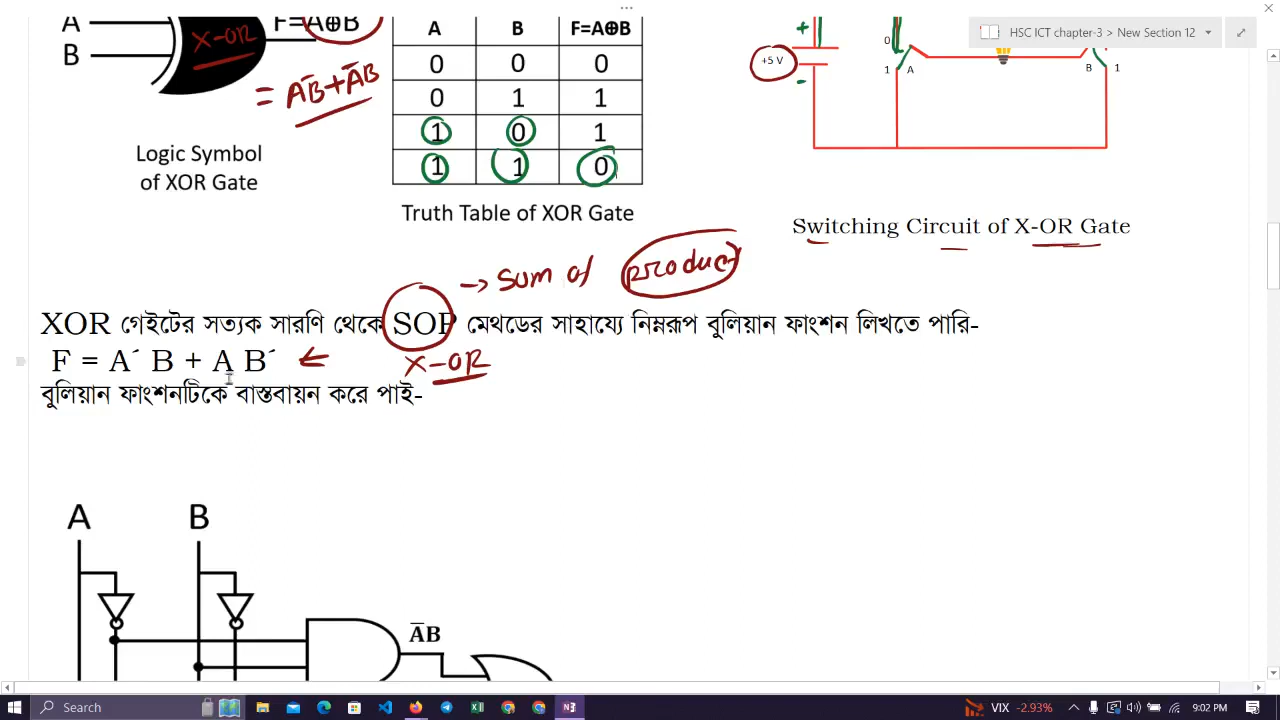 HSC ICT chapter-3 > New Section 12
A
B
X-OR
F=A⊕B
= AB̄+ĀB
Logic Symbol
of XOR Gate
A B F=A⊕B
0 0 0
0 1 1
1 0 1
1 1 0
Truth Table of XOR Gate
+
+5 V
-
0
1 A
B 1
Switching Circuit of X-OR Gate
→ Sum of product
XOR গেইটের সত্যক সারণি থেকে SOP মেথডের সাহায্যে নিম্নরূপ বুলিয়ান ফাংশন লিখতে পারি-
F = A´ B + A B´ ← X-OR
বুলিয়ান ফাংশনটিকে বাস্তবায়ন করে পাই-
A B
A̅B
Search
VIX -2.93%
9:02 PM